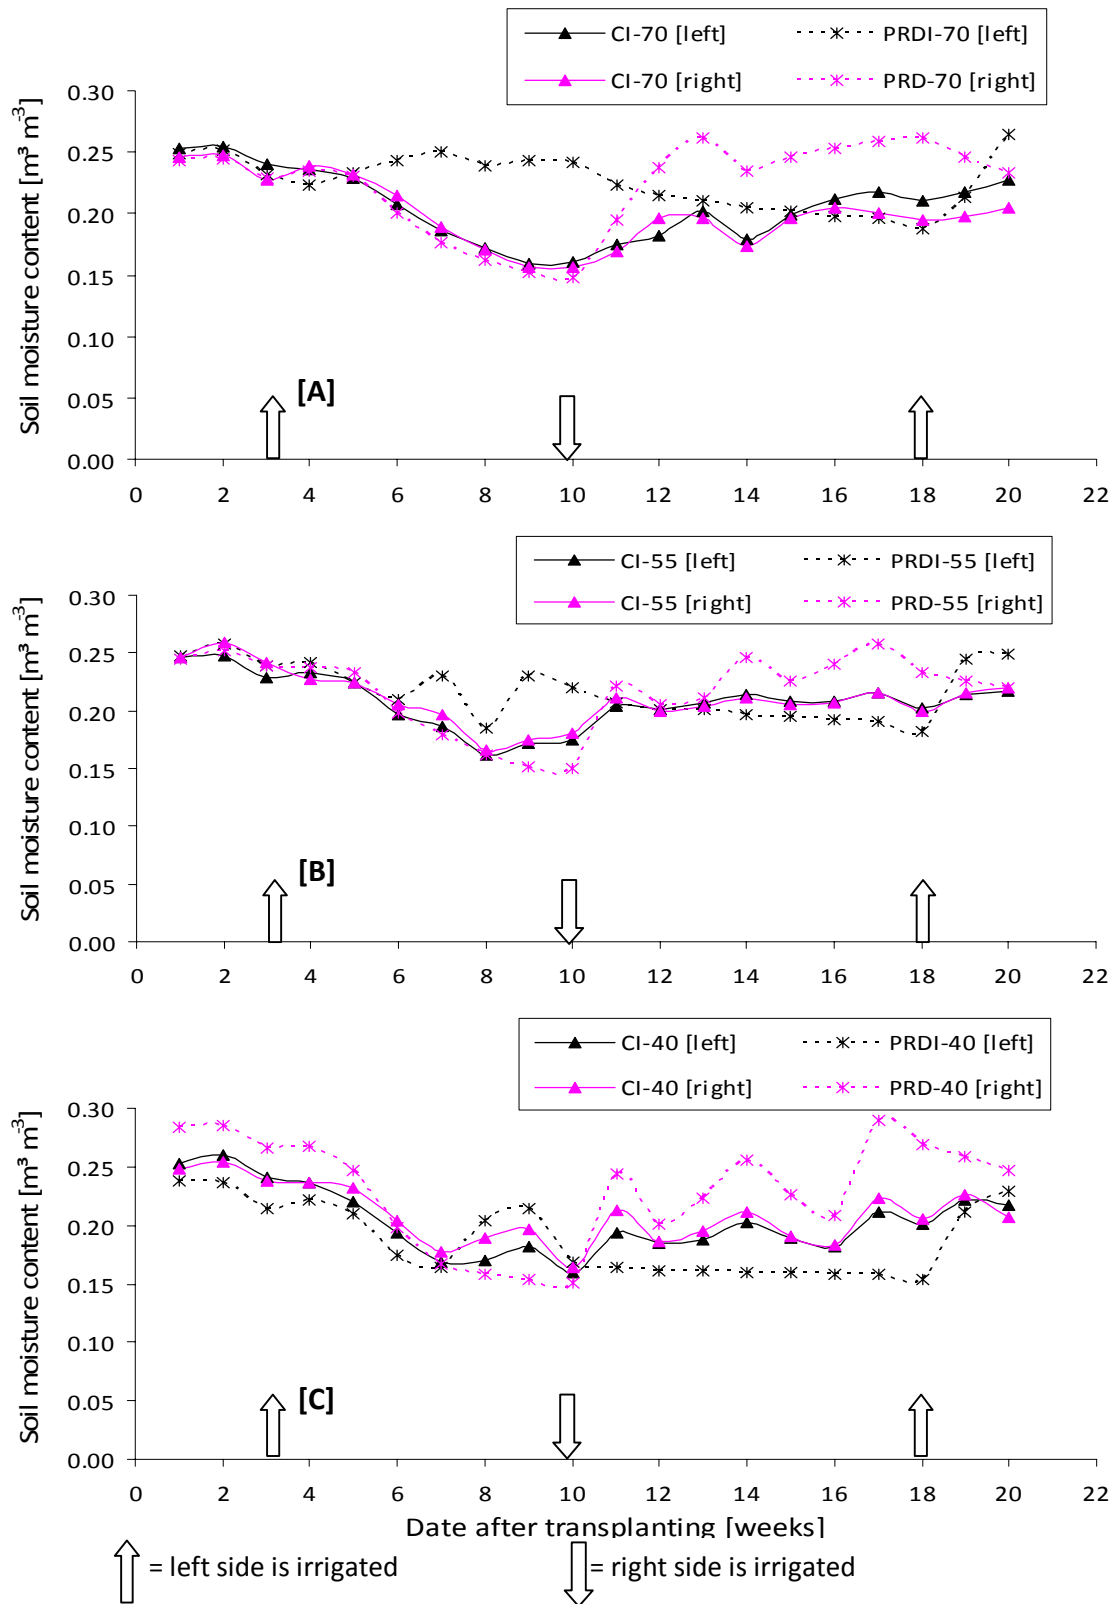 CI-70 [left] PRDI-70 [left]
CI-70 [right] PRD-70 [right]
Soil moisture content [m³ m⁻³]
0.30
0.25
0.20
0.15
0.10
0.05
0.00
[A]
0 2 4 6 8 10 12 14 16 18 20 22
CI-55 [left] PRDI-55 [left]
CI-55 [right] PRD-55 [right]
Soil moisture content [m³ m⁻³]
0.30
0.25
0.20
0.15
0.10
0.05
0.00
[B]
0 2 4 6 8 10 12 14 16 18 20 22
CI-40 [left] PRDI-40 [left]
CI-40 [right] PRD-40 [right]
Soil moisture content [m³ m⁻³]
0.30
0.25
0.20
0.15
0.10
0.05
0.00
[C]
0 2 4 6 8 10 12 14 16 18 20 22
Date after transplanting [weeks]
= left side is irrigated = right side is irrigated